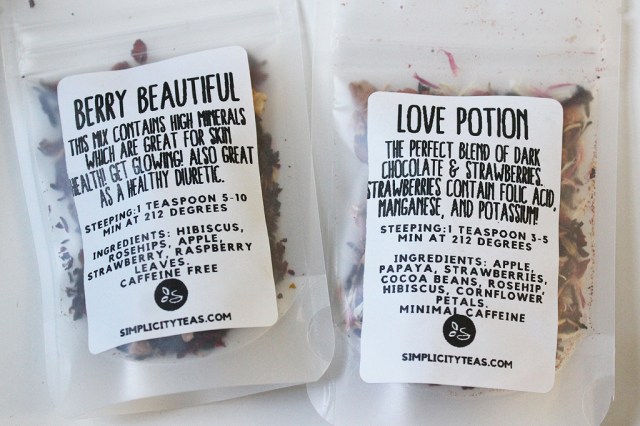 BERRY BEAUTIFUL
THIS MIX CONTAINS HIGH MINERALS
WHICH ARE GREAT FOR SKIN
HEALTH! GET GLOWING! ALSO GREAT
AS A HEALTHY DIURETIC.
STEEPING:1 TEASPOON 5-10
MIN AT 212 DEGREES
INGREDIENTS: HIBISCUS,
ROSEHIPS, APPLE,
STRAWBERRY, RASPBERRY
LEAVES.
CAFFEINE FREE
SIMPLICITYTEAS.COM
LOVE POTION
THE PERFECT BLEND OF DARK
CHOCOLATE & STRAWBERRIES.
STRAWBERRIES CONTAIN FOLIC ACID,
MANGANESE, AND POTASSIUM!
STEEPING:1 TEASPOON 3-5
MIN AT 212 DEGREES
INGREDIENTS: APPLE,
PAPAYA, STRAWBERRIES,
COCOA BEANS, ROSEHIP,
HIBISCUS, CORNFLOWER
PETALS.
MINIMAL CAFFEINE
SIMPLICITYTEAS.COM